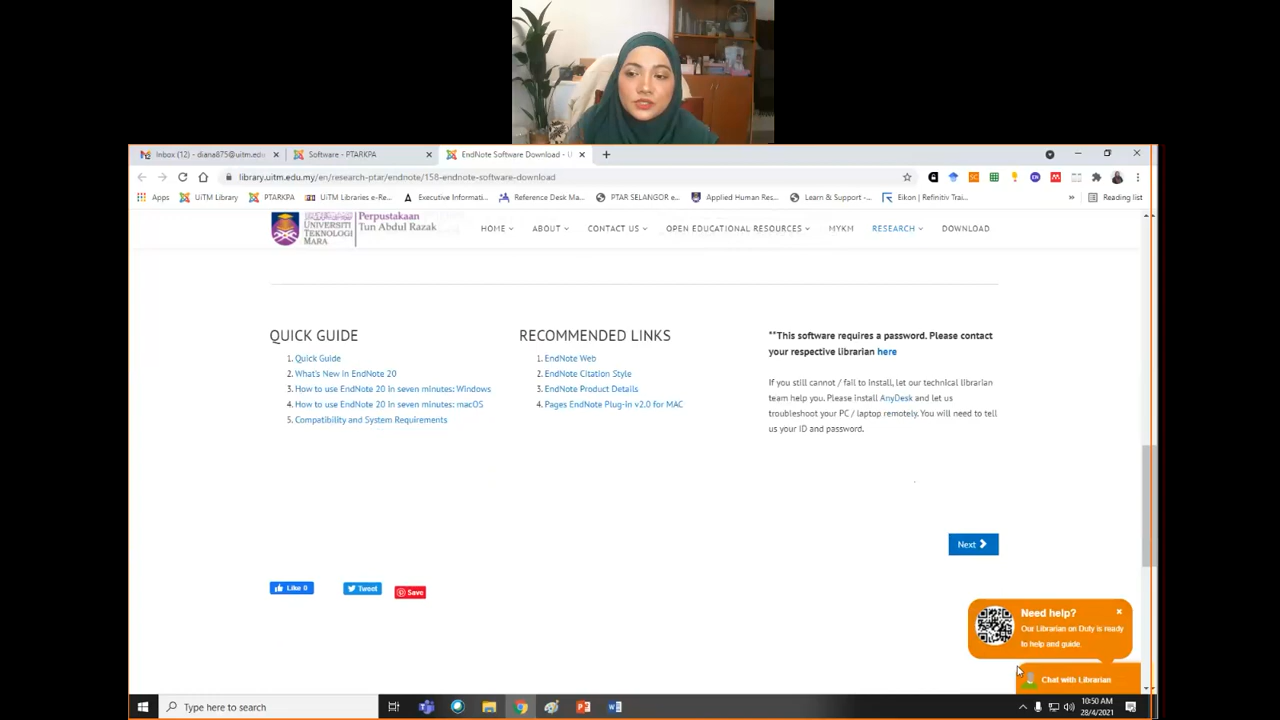 Inbox (12) - diana875@uitm.edu
Software - PTARKPA
EndNote Software Download - U
library.uitm.edu.my/en/research-ptar/endnote/158-endnote-software-download
Apps
UiTM Library
PTARKPA
UiTM Libraries e-Re...
Executive Informati...
Reference Desk Ma...
PTAR SELANGOR e...
Applied Human Res...
Learn & Support -...
Eikon | Refinitiv Trai...
Reading list
UNIVERSITI
TEKNOLOGI
MARA
Perpustakaan
Tun Abdul Razak
HOME
ABOUT
CONTACT US
OPEN EDUCATIONAL RESOURCES
MYKM
RESEARCH
DOWNLOAD
QUICK GUIDE
1. Quick Guide
2. What's New in EndNote 20
3. How to use EndNote 20 in seven minutes: Windows
4. How to use EndNote 20 in seven minutes: macOS
5. Compatibility and System Requirements
RECOMMENDED LINKS
1. EndNote Web
2. EndNote Citation Style
3. EndNote Product Details
4. Pages EndNote Plug-in v2.0 for MAC
**This software requires a password. Please contact
your respective librarian here
If you still cannot / fail to install, let our technical librarian
team help you. Please install AnyDesk and let us
troubleshoot your PC / laptop remotely. You will need to tell
us your ID and password.
Next
Like 0
Tweet
Save
Need help?
Our Librarian on Duty is ready
to help and guide.
Chat with Librarian
Type here to search
10:50 AM
28/4/2021